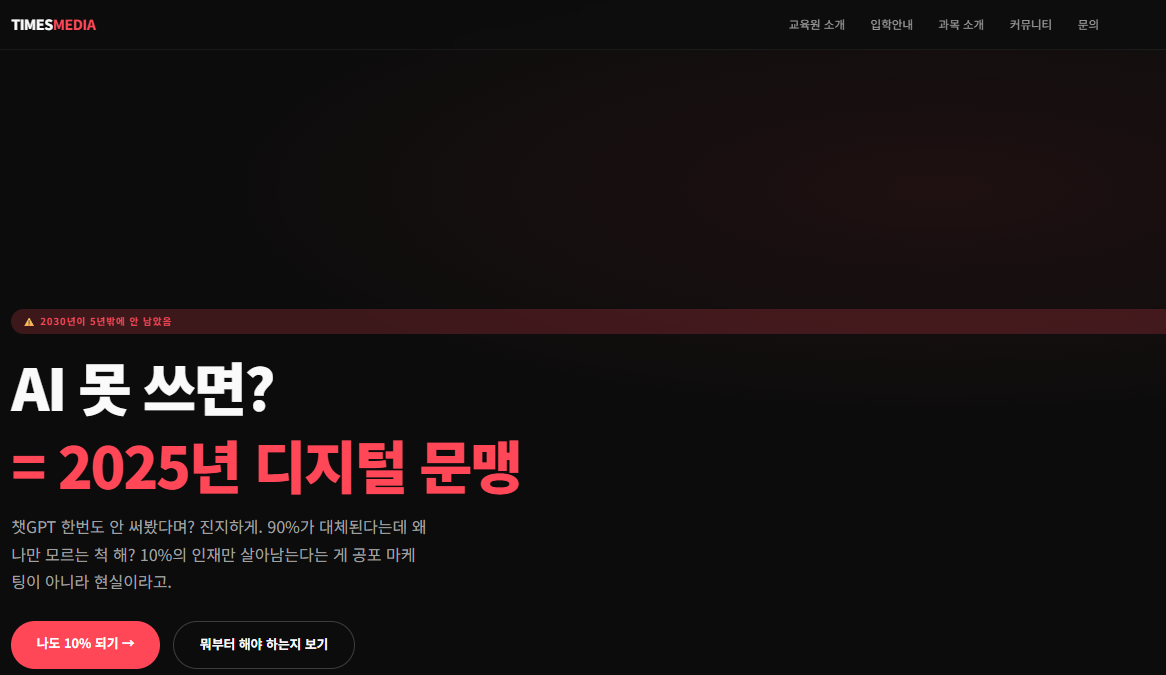 TIMESMEDIA
교육원 소개 입학안내 과목 소개 커뮤니티 문의
⚠ 2030년이 5년밖에 안 남았음
AI 못 쓰면?
= 2025년 디지털 문맹
챗GPT 한번도 안 써봤다며? 진지하게. 90%가 대체된다는데 왜
나만 모르는 척 해? 10%의 인재만 살아남는다는 게 공포 마케
팅이 아니라 현실이라고.
나도 10% 되기 →
뭐부터 해야 하는지 보기